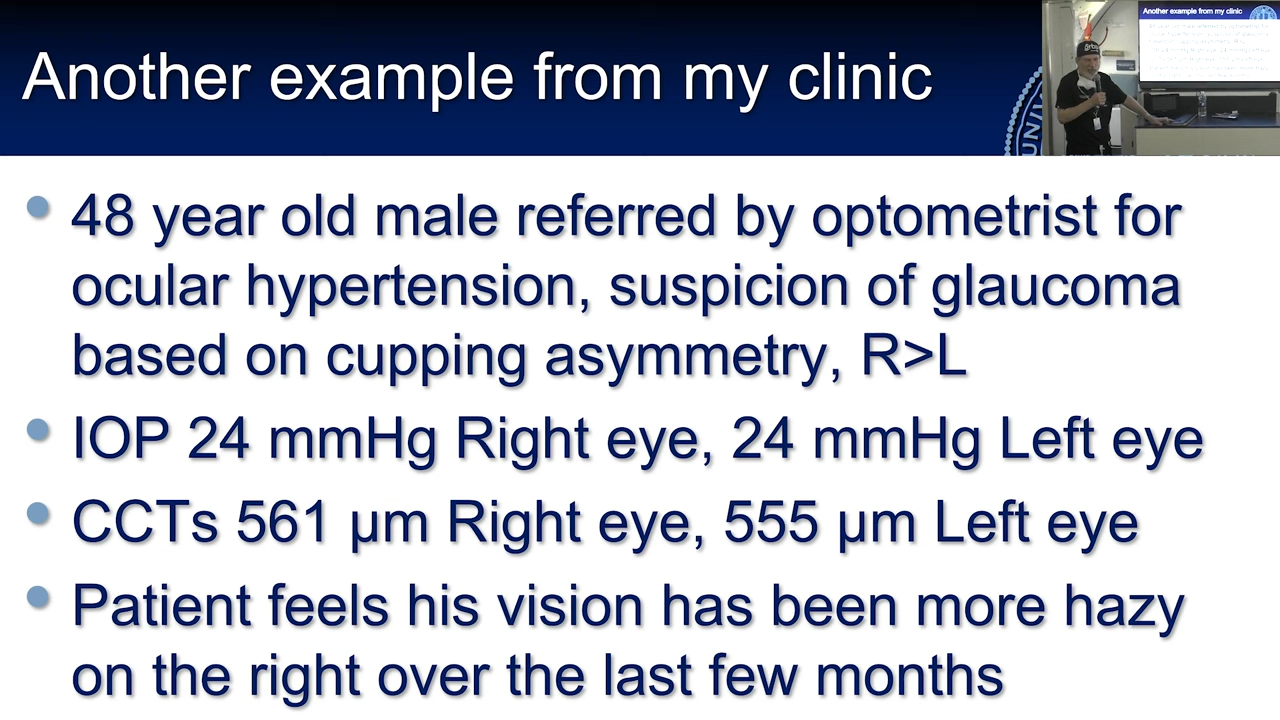 Another example from my clinic
48 year old male referred by optometrist for
ocular hypertension, suspicion of glaucoma
based on cupping asymmetry, R>L
IOP 24 mmHg Right eye, 24 mmHg Left eye
CCTs 561 µm Right eye, 555 µm Left eye
Patient feels his vision has been more hazy
on the right over the last few months
UNIV
Another example from my clinic